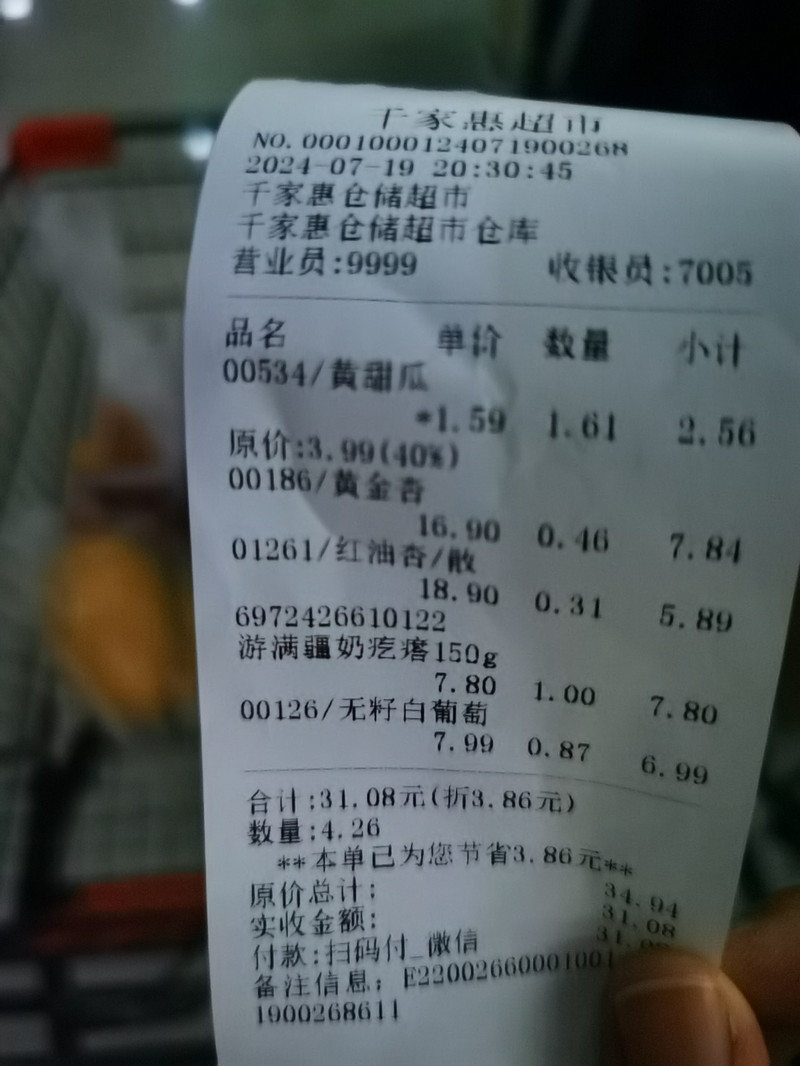 千家惠超市
NO. 0001000124071900268
2024-07-19 20:30:45
千家惠仓储超市
千家惠仓储超市仓库
营业员:9999 收银员:7005
品名 单价 数量 小计
00534/黄甜瓜
*1.59 1.61 2.56
原价:3.99(40%)
00186/黄金杏
16.90 0.46 7.84
01261/红油杏/散
18.90 0.31 5.89
6972426610122
游满疆奶疙瘩150g
7.80 1.00 7.80
00126/无籽白葡萄
7.99 0.87 6.99
合计:31.08元(折3.86元)
数量:4.26
**本单已为您节省3.86元**
原价总计: 34.94
实收金额: 31.08
付款:扫码付_微信
备注信息: E22002660001001
1900268611